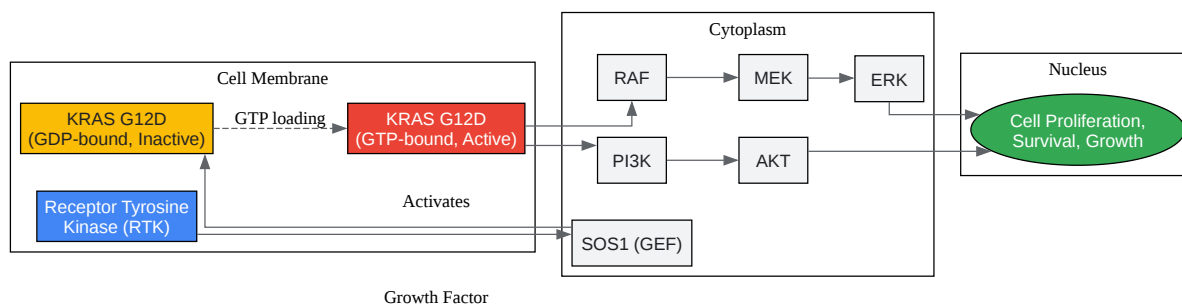 Cytoplasm
Cell Membrane
Nucleus
RAF
MEK
ERK
KRAS G12D
(GDP-bound, Inactive)
GTP loading
KRAS G12D
(GTP-bound, Active)
Cell Proliferation,
Survival, Growth
PI3K
AKT
Receptor Tyrosine
Kinase (RTK)
Activates
SOS1 (GEF)
Growth Factor